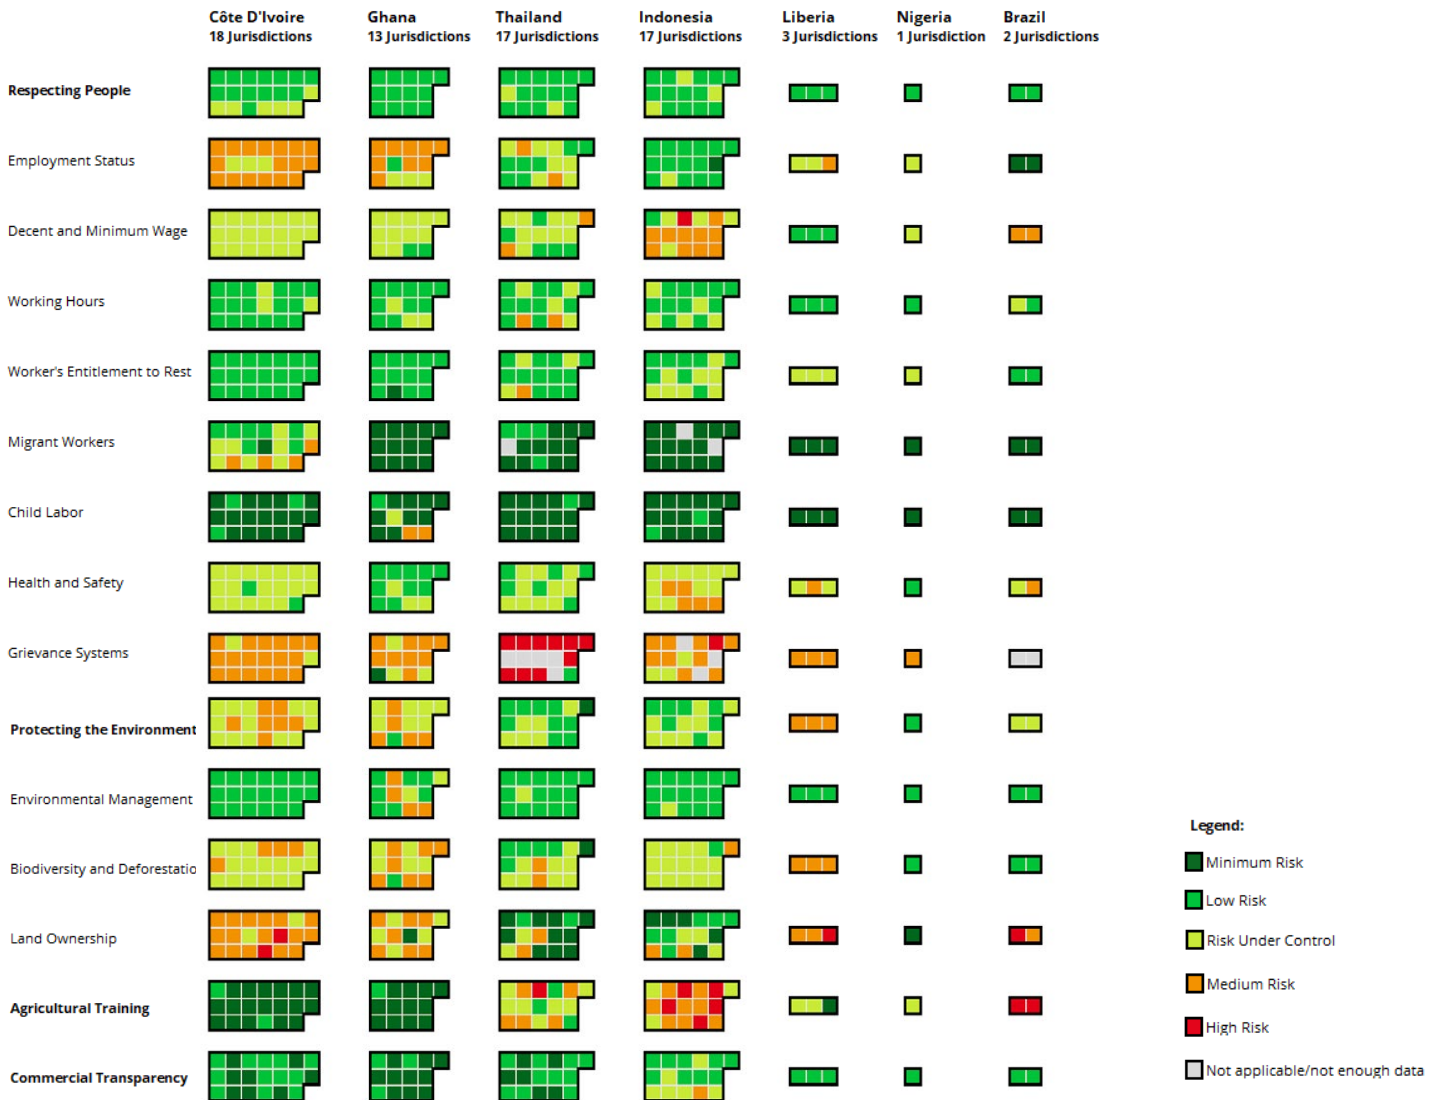 Côte D'Ivoire
18 Jurisdictions
Ghana
13 Jurisdictions
Thailand
17 Jurisdictions
Indonesia
17 Jurisdictions
Liberia
3 Jurisdictions
Nigeria
1 Jurisdiction
Brazil
2 Jurisdictions
Respecting People
Employment Status
Decent and Minimum Wage
Working Hours
Worker's Entitlement to Rest
Migrant Workers
Child Labor
Health and Safety
Grievance Systems
Protecting the Environment
Environmental Management
Biodiversity and Deforestatio
Land Ownership
Agricultural Training
Commercial Transparency
Legend:
Minimum Risk
Low Risk
Risk Under Control
Medium Risk
High Risk
Not applicable/not enough data